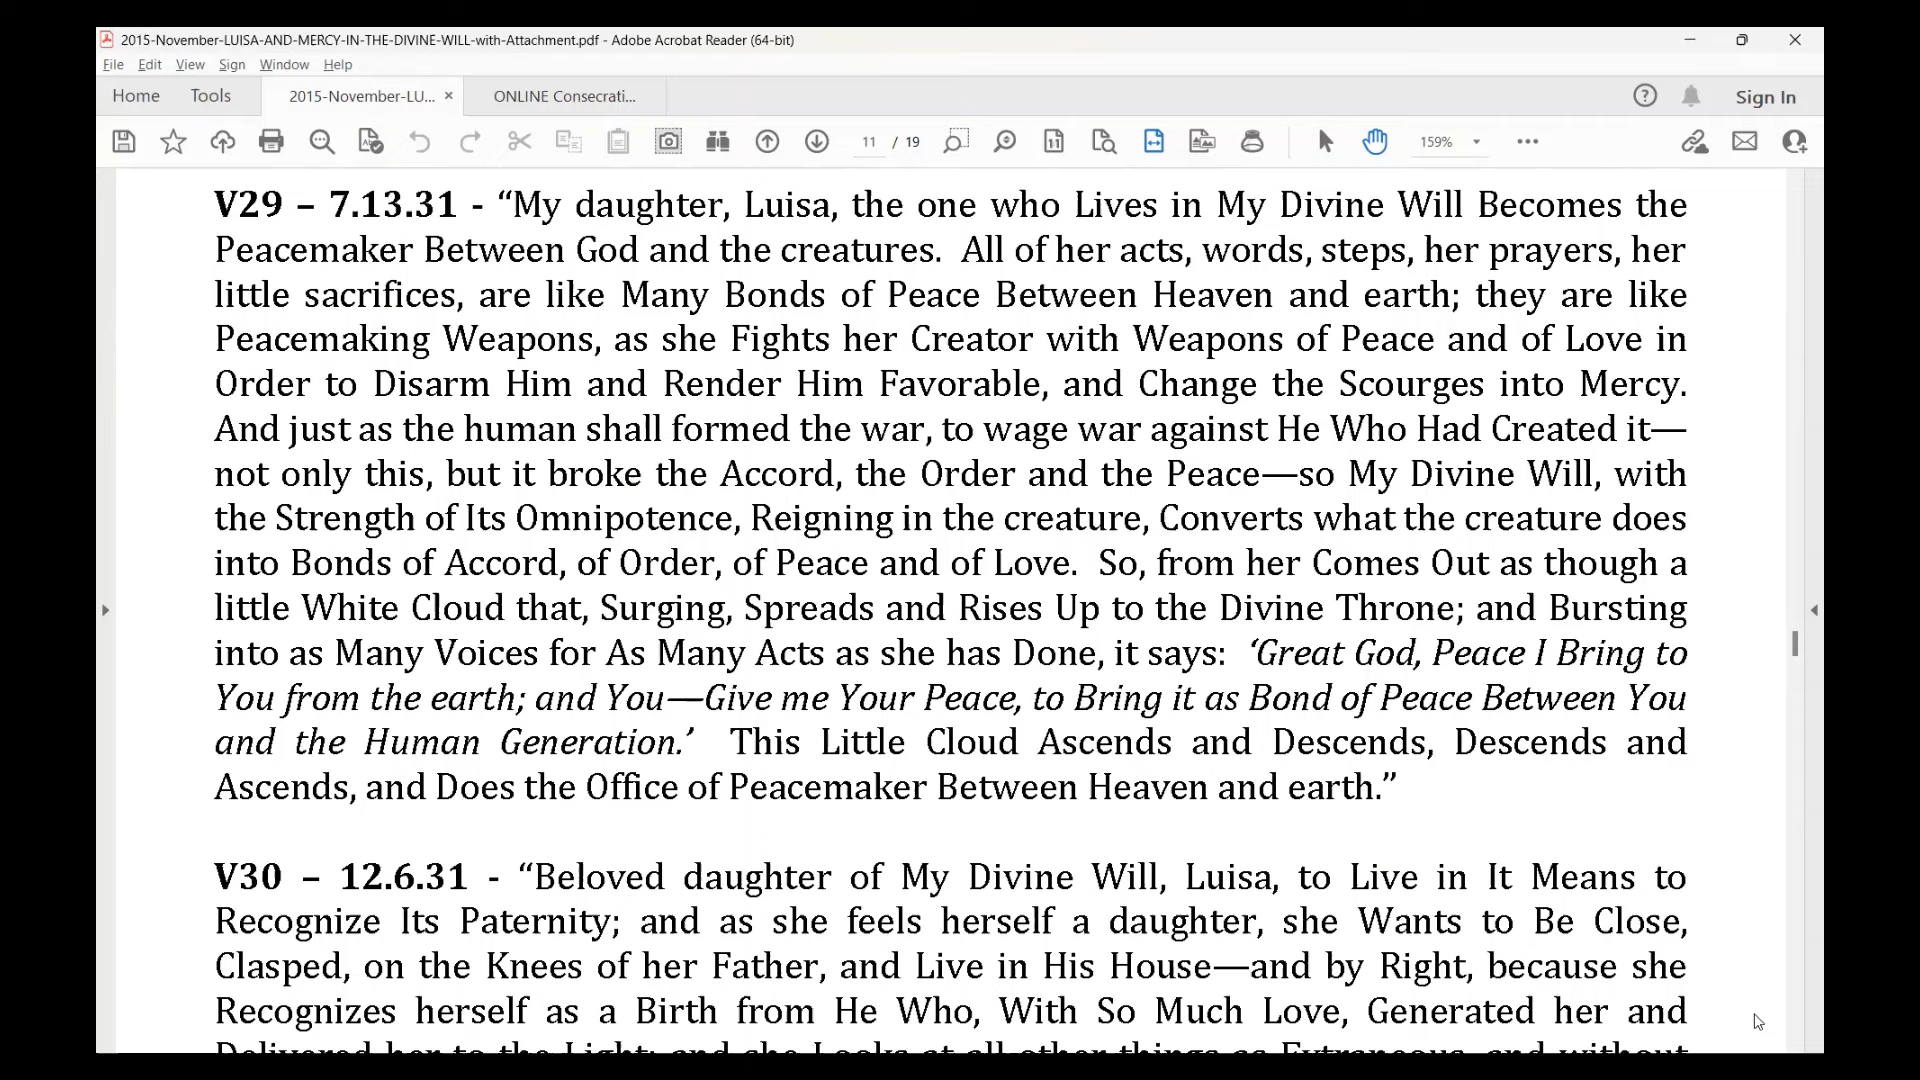 2015-November-LUISA-AND-MERCY-IN-THE-DIVINE-WILL-with-Attachment.pdf - Adobe Acrobat Reader (64-bit)
File Edit View Sign Window Help
Home Tools 2015-November-LU... × ONLINE Consecrati... Sign In
11 / 19 159%
V29 – 7.13.31 - “My daughter, Luisa, the one who Lives in My Divine Will Becomes the
Peacemaker Between God and the creatures. All of her acts, words, steps, her prayers, her
little sacrifices, are like Many Bonds of Peace Between Heaven and earth; they are like
Peacemaking Weapons, as she Fights her Creator with Weapons of Peace and of Love in
Order to Disarm Him and Render Him Favorable, and Change the Scourges into Mercy.
And just as the human shall formed the war, to wage war against He Who Had Created it—
not only this, but it broke the Accord, the Order and the Peace—so My Divine Will, with
the Strength of Its Omnipotence, Reigning in the creature, Converts what the creature does
into Bonds of Accord, of Order, of Peace and of Love. So, from her Comes Out as though a
little White Cloud that, Surging, Spreads and Rises Up to the Divine Throne; and Bursting
into as Many Voices for As Many Acts as she has Done, it says: ‘Great God, Peace I Bring to
You from the earth; and You—Give me Your Peace, to Bring it as Bond of Peace Between You
and the Human Generation.’ This Little Cloud Ascends and Descends, Descends and
Ascends, and Does the Office of Peacemaker Between Heaven and earth.”
V30 – 12.6.31 - “Beloved daughter of My Divine Will, Luisa, to Live in It Means to
Recognize Its Paternity; and as she feels herself a daughter, she Wants to Be Close,
Clasped, on the Knees of her Father, and Live in His House—and by Right, because she
Recognizes herself as a Birth from He Who, With So Much Love, Generated her and
Delivered her to the Light; and she Looks at all other things as Extraneous, and without